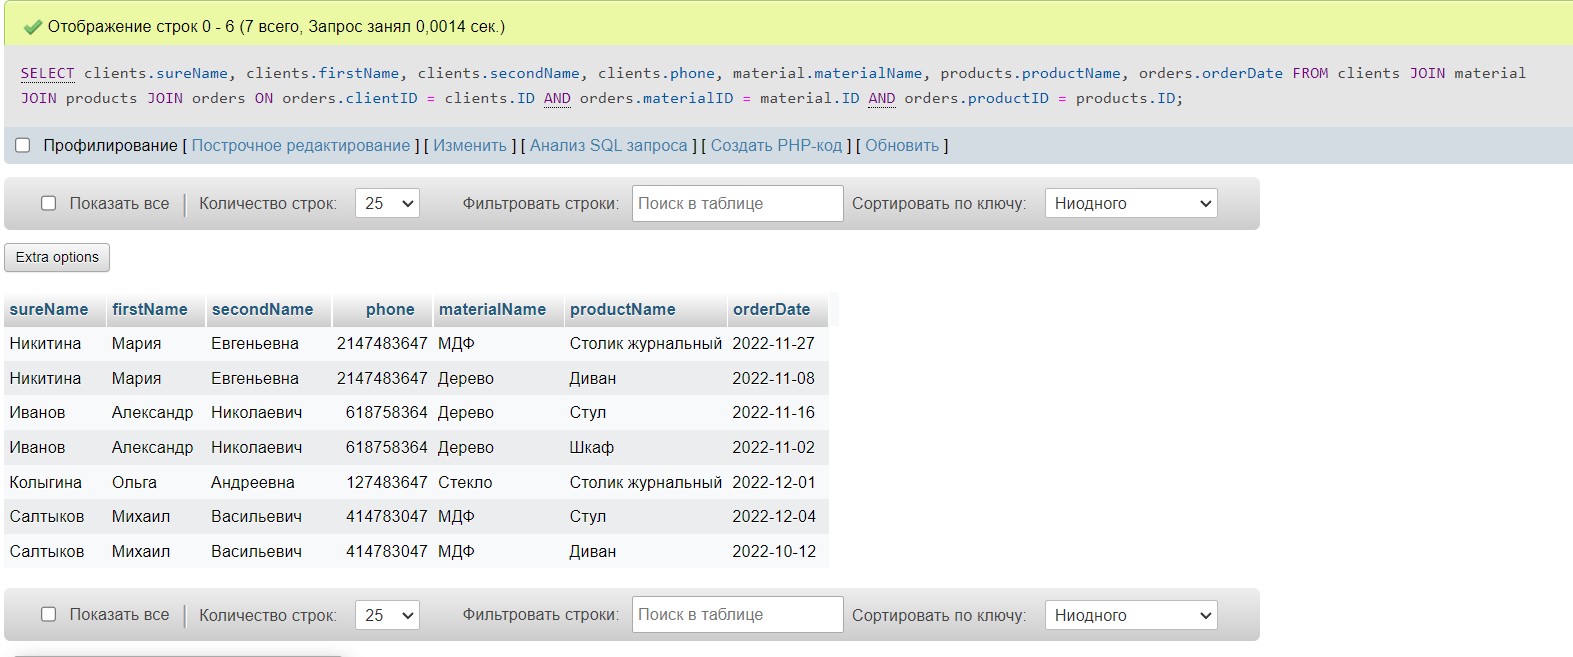 Отображение строк 0 - 6 (7 всего, Запрос занял 0,0014 сек.)
SELECT clients.sureName, clients.firstName, clients.secondName, clients.phone, material.materialName, products.productName, orders.orderDate FROM clients JOIN material
JOIN products JOIN orders ON orders.clientID = clients.ID AND orders.materialID = material.ID AND orders.productID = products.ID;
Профилирование [ Построчное редактирование ] [ Изменить ] [ Анализ SQL запроса ] [ Создать PHP-код ] [ Обновить ]
Показать все | Количество строк: 25 Фильтровать строки: Поиск в таблице Сортировать по ключу: Ниодного
Extra options
sureName firstName secondName phone materialName productName orderDate
Никитина Мария Евгеньевна 2147483647 МДФ Столик журнальный 2022-11-27
Никитина Мария Евгеньевна 2147483647 Дерево Диван 2022-11-08
Иванов Александр Николаевич 618758364 Дерево Стул 2022-11-16
Иванов Александр Николаевич 618758364 Дерево Шкаф 2022-11-02
Колыгина Ольга Андреевна 127483647 Стекло Столик журнальный 2022-12-01
Салтыков Михаил Васильевич 414783047 МДФ Стул 2022-12-04
Салтыков Михаил Васильевич 414783047 МДФ Диван 2022-10-12
Показать все | Количество строк: 25 Фильтровать строки: Поиск в таблице Сортировать по ключу: Ниодного